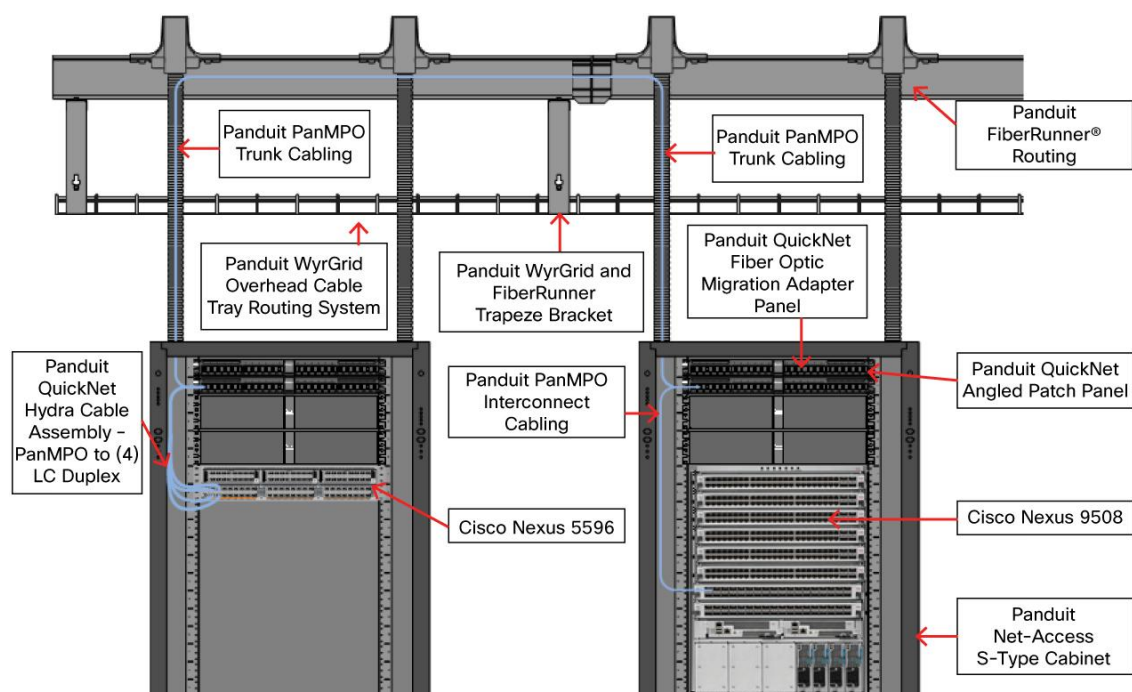 Panduit PanMPO
Trunk Cabling
Panduit PanMPO
Trunk Cabling
Panduit
FiberRunner®
Routing
Panduit WyrGrid
Overhead Cable
Tray Routing System
Panduit WyrGrid and
FiberRunner
Trapeze Bracket
Panduit QuickNet
Fiber Optic
Migration Adapter
Panel
Panduit
QuickNet
Hydra Cable
Assembly –
PanMPO to (4)
LC Duplex
Panduit PanMPO
Interconnect
Cabling
Panduit QuickNet
Angled Patch Panel
Cisco Nexus 5596
Cisco Nexus 9508
Panduit
Net-Access
S-Type Cabinet